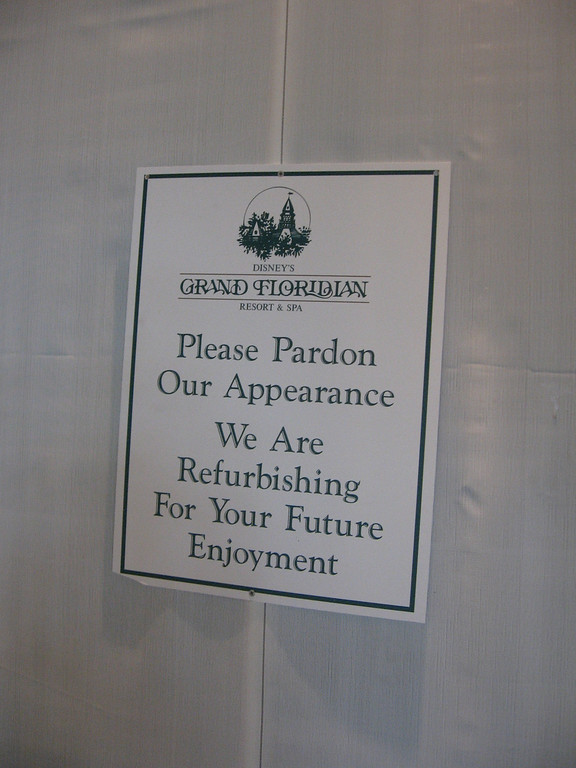 DISNEY'S
GRAND FLORIDIAN
RESORT & SPA
Please Pardon
Our Appearance
We Are
Refurbishing
For Your Future
Enjoyment